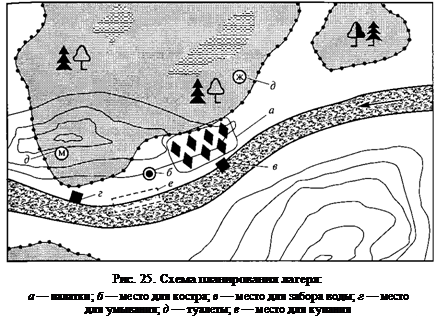 Ж
д
а
М
д
б
е
г
в
Рис. 25. Схема планирования лагеря:
а — палатки; б — место для костра; в — место для забора воды; г — место
для умывания; д — туалеты; е — место для купания